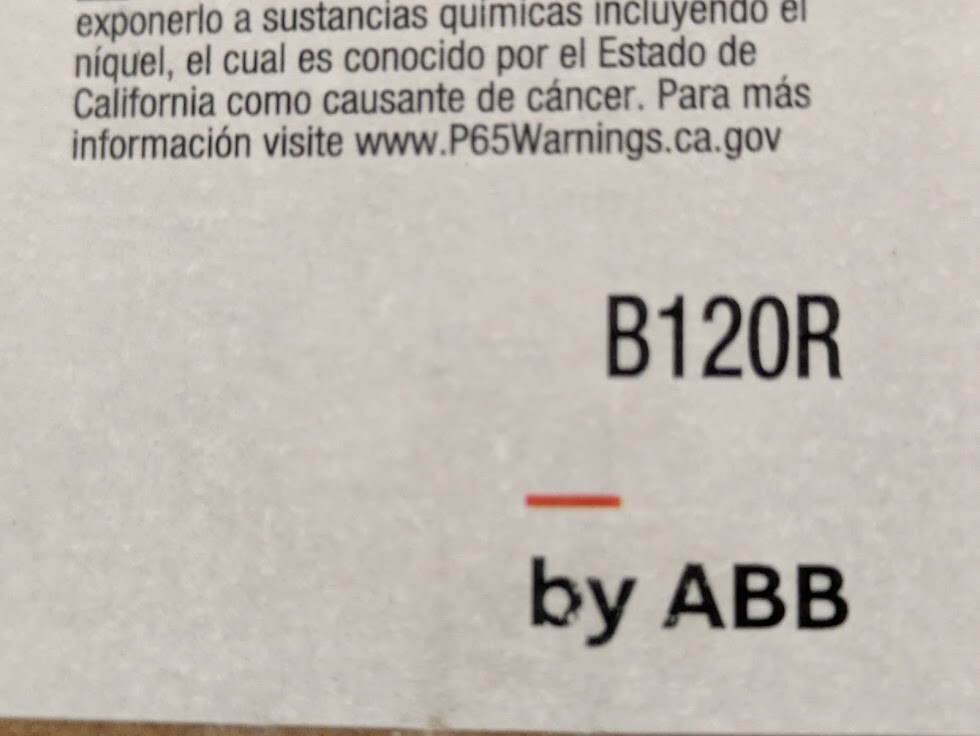 exponerlo a sustancias químicas incluyendo el
níquel, el cual es conocido por el Estado de
California como causante de cáncer. Para más
información visite www.P65Warnings.ca.gov
B120R
by ABB